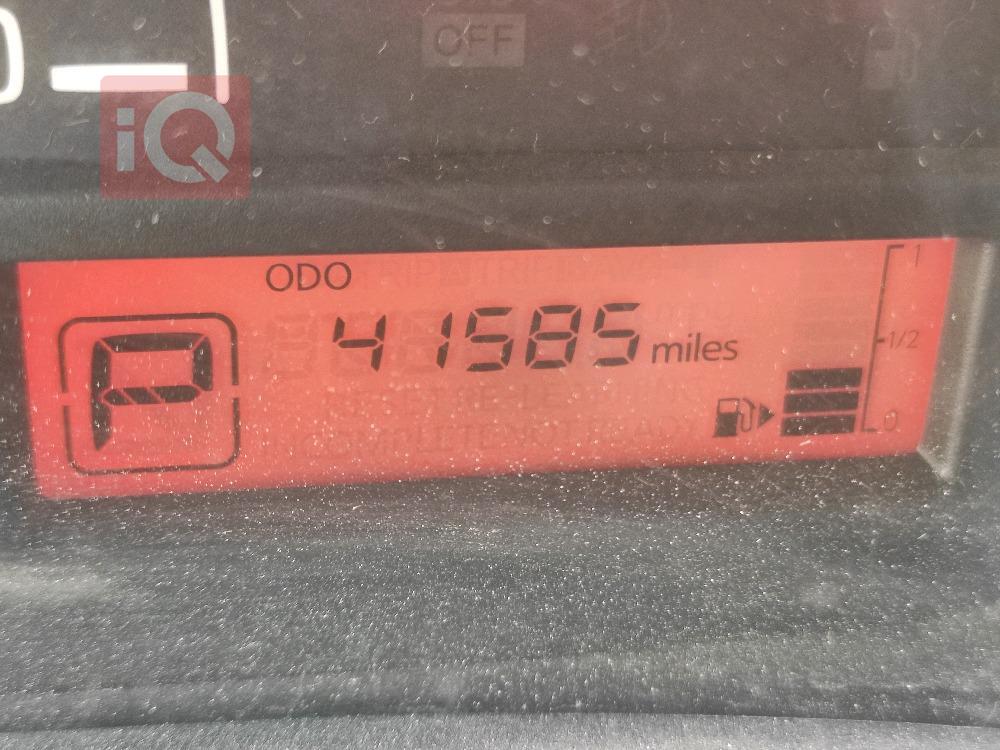 OFF
iQ
ODO
P
41585 miles
1
1/2
0